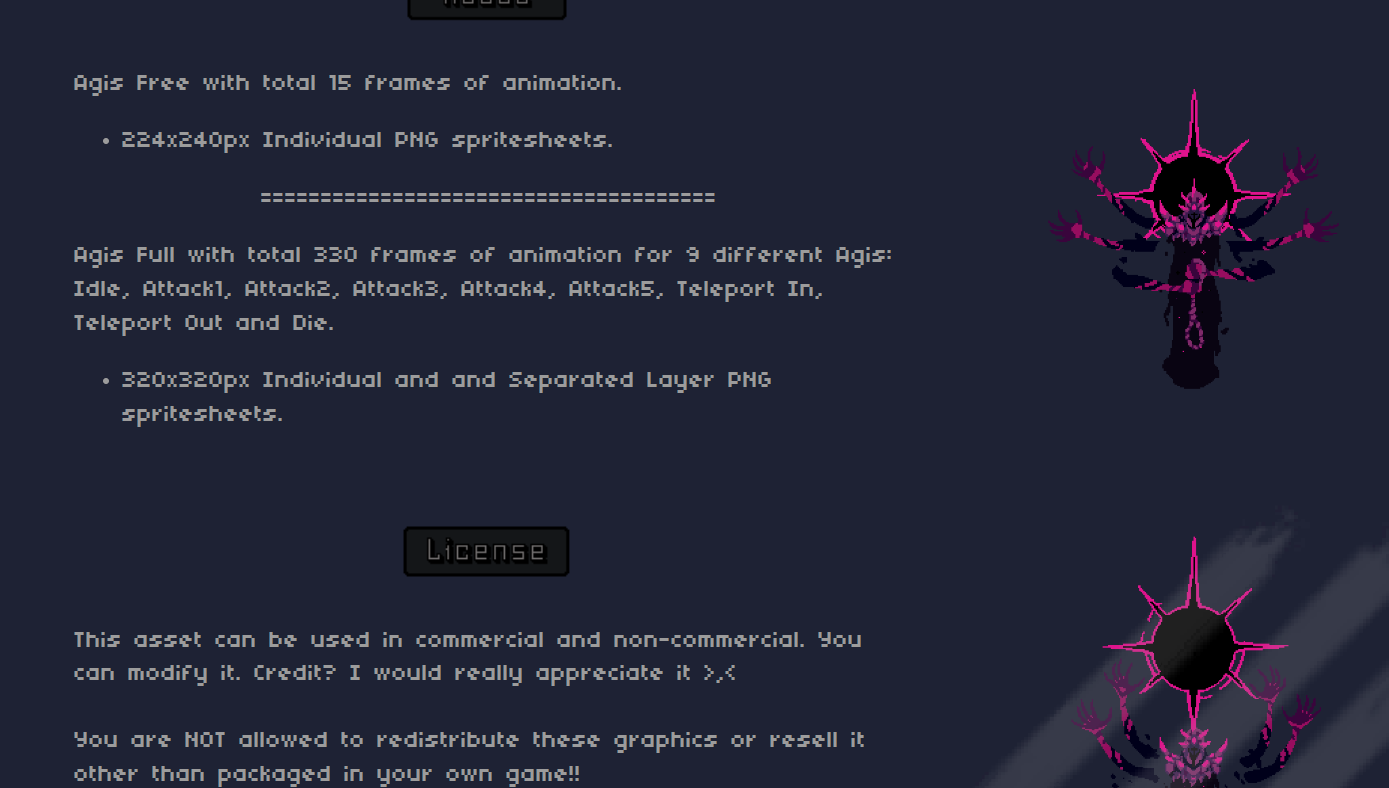 Agis Free with total 15 frames of animation.
• 224x240px Individual PNG spritesheets.
======================================
Agis Full with total 330 frames of animation for 9 different Agis:
Idle, Attack1, Attack2, Attack3, Attack4, Attack5, Teleport In,
Teleport Out and Die.
• 320x320px Individual and and Separated Layer PNG
spritesheets.
License
This asset can be used in commercial and non-commercial. You
can modify it. Credit? I would really appreciate it >,<
You are NOT allowed to redistribute these graphics or resell it
other than packaged in your own game!!